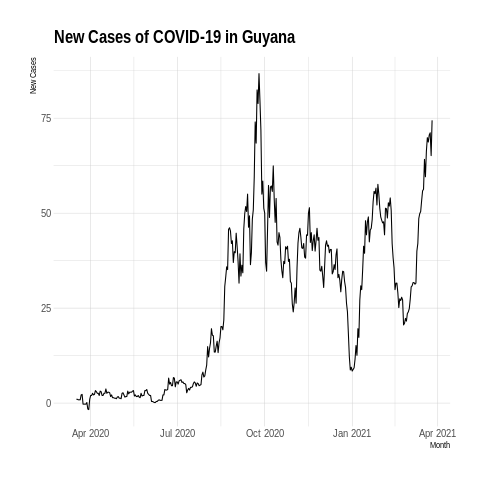 New Cases of COVID-19 in Guyana
New Cases
75
50
25
0
Apr 2020
Jul 2020
Oct 2020
Jan 2021
Apr 2021
Month